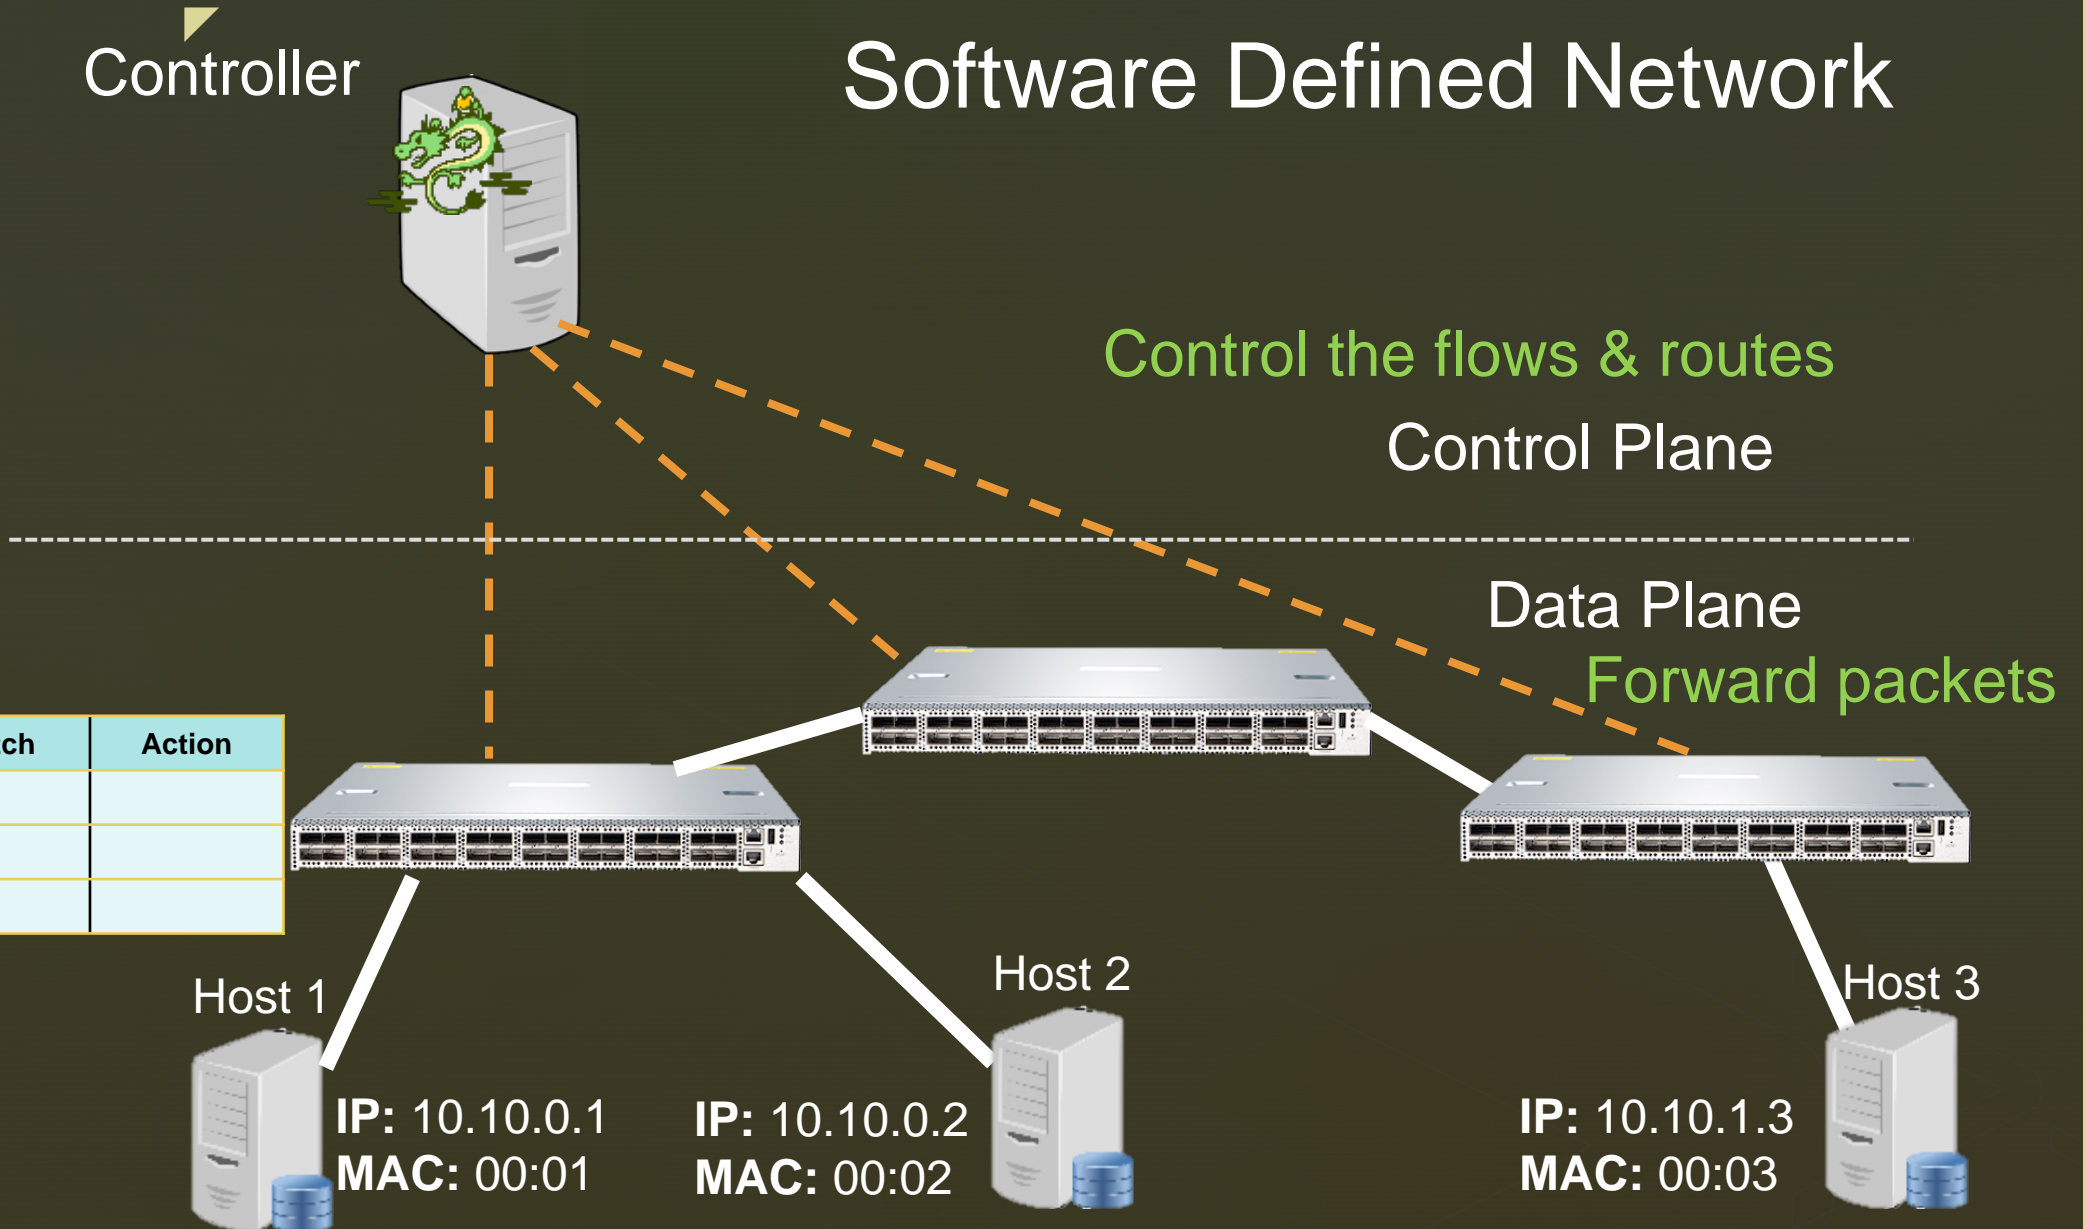 Controller
Software Defined Network
Control the flows & routes
Control Plane
Data Plane
Forward packets
Action
Host 1
IP: 10.10.0.1
MAC: 00:01
Host 2
IP: 10.10.0.2
MAC: 00:02
Host 3
IP: 10.10.1.3
MAC: 00:03